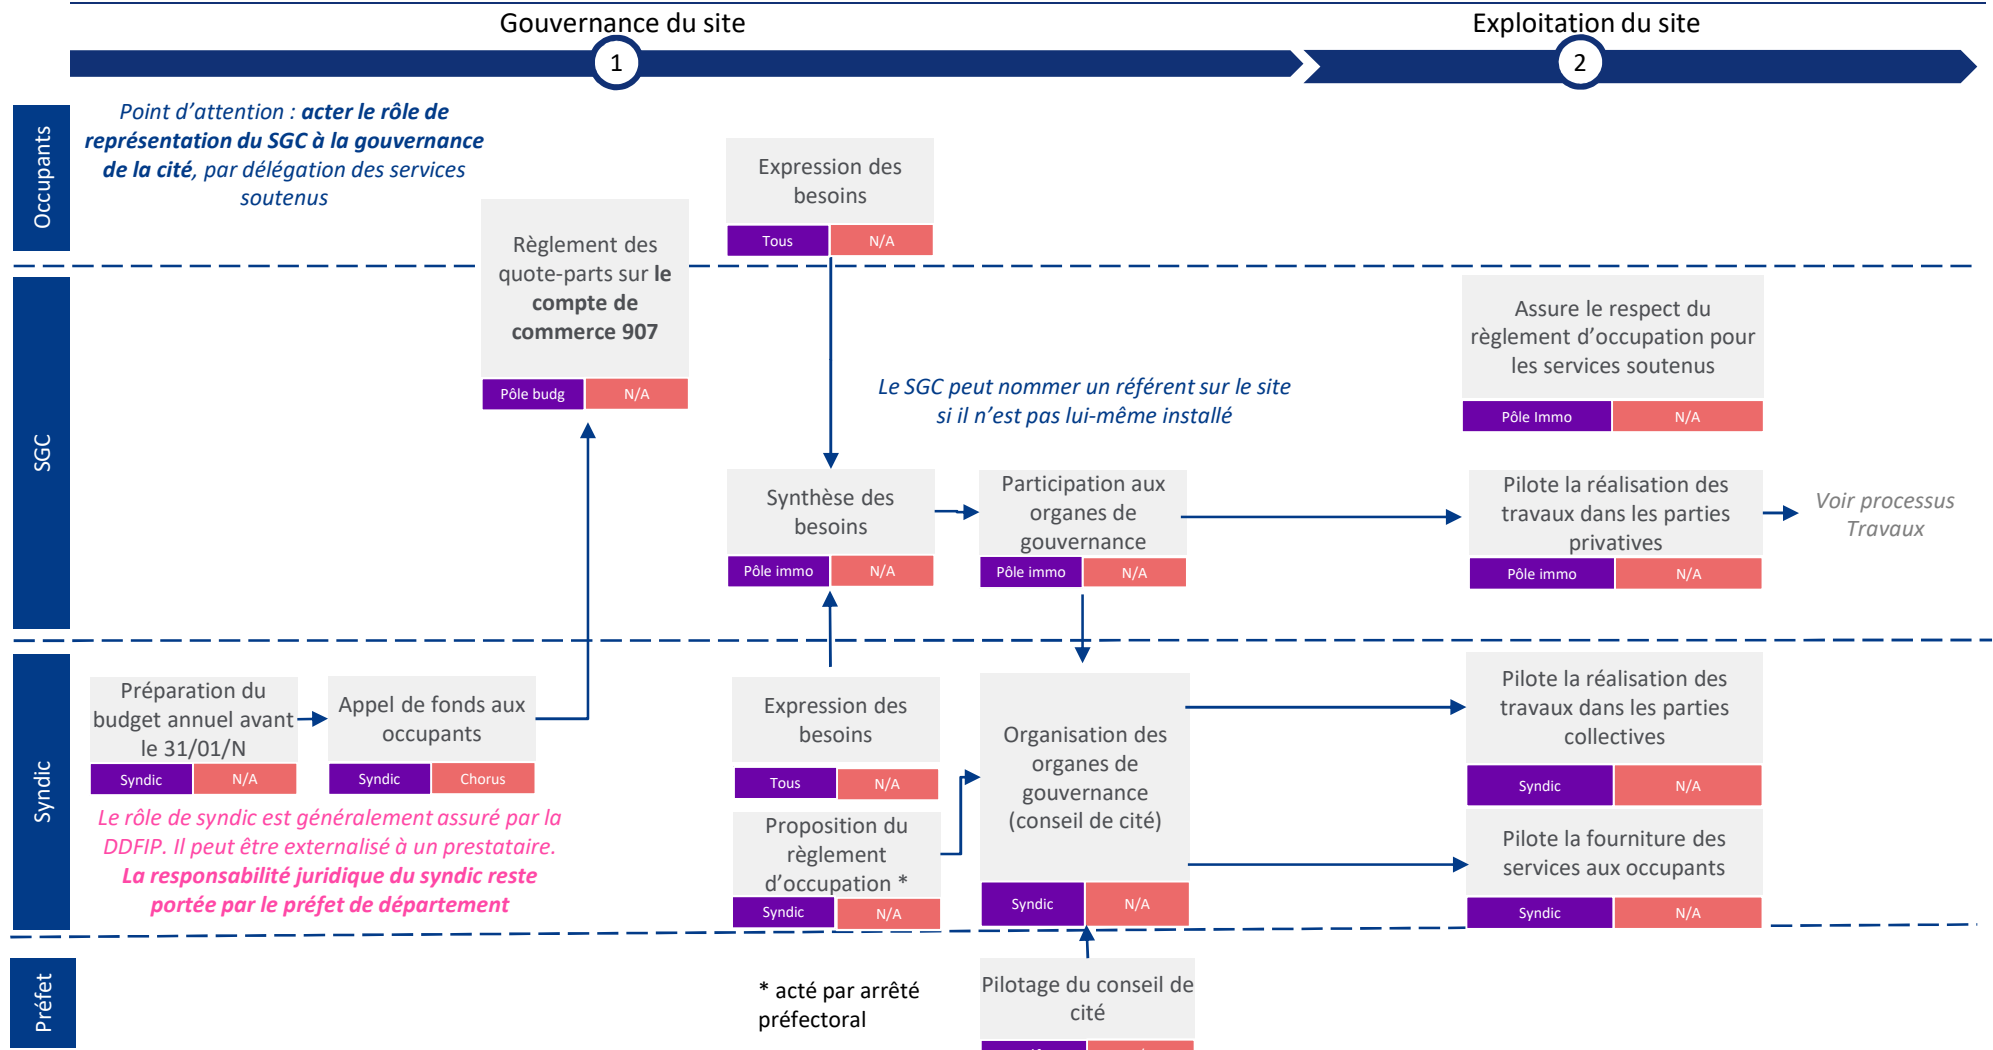 Gouvernance du site
Exploitation du site
1
2
Occupants
Point d’attention : acter le rôle de
représentation du SGC à la gouvernance
de la cité, par délégation des services
soutenus
Expression des
besoins
Tous
N/A
Règlement des
quote-parts sur le
compte de
commerce 907
Pôle budg
N/A
SGC
Le SGC peut nommer un référent sur le site
si il n’est pas lui-même installé
Assure le respect du
règlement d’occupation pour
les services soutenus
Pôle Immo
N/A
Synthèse des
besoins
Pôle immo
N/A
Participation aux
organes de
gouvernance
Pôle immo
N/A
Pilote la réalisation des
travaux dans les parties
privatives
Pôle immo
N/A
Voir processus
Travaux
Syndic
Préparation du
budget annuel avant
le 31/01/N
Syndic
N/A
Appel de fonds aux
occupants
Syndic
Chorus
Le rôle de syndic est généralement assuré par la
DDFIP. Il peut être externalisé à un prestataire.
La responsabilité juridique du syndic reste
portée par le préfet de département
Expression des
besoins
Tous
N/A
Proposition du
règlement
d’occupation *
Syndic
N/A
Organisation des
organes de
gouvernance
(conseil de cité)
Syndic
N/A
Pilote la réalisation des
travaux dans les parties
collectives
Syndic
N/A
Pilote la fourniture des
services aux occupants
Syndic
N/A
Préfet
* acté par arrêté
préfectoral
Pilotage du conseil de
cité